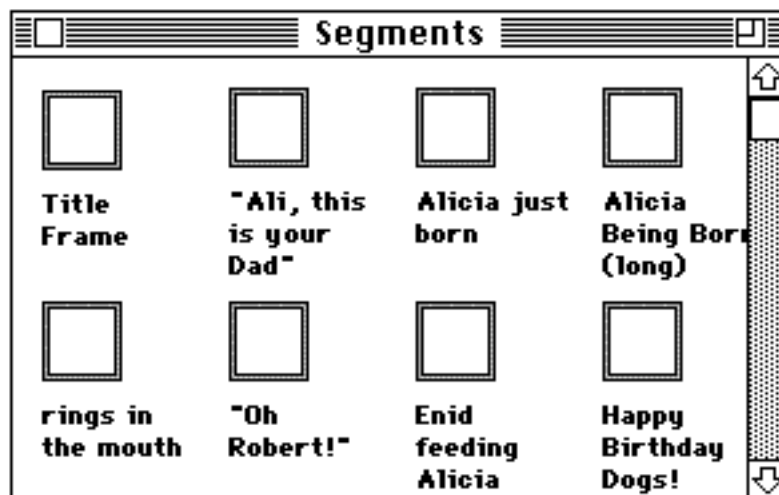 Segments
Title
Frame
"Ali, this
is your
Dad"
Alicia just
born
Alicia
Being Born
(long)
rings in
the mouth
"Oh
Robert!"
Enid
feeding
Alicia
Happy
Birthday
Dogs!